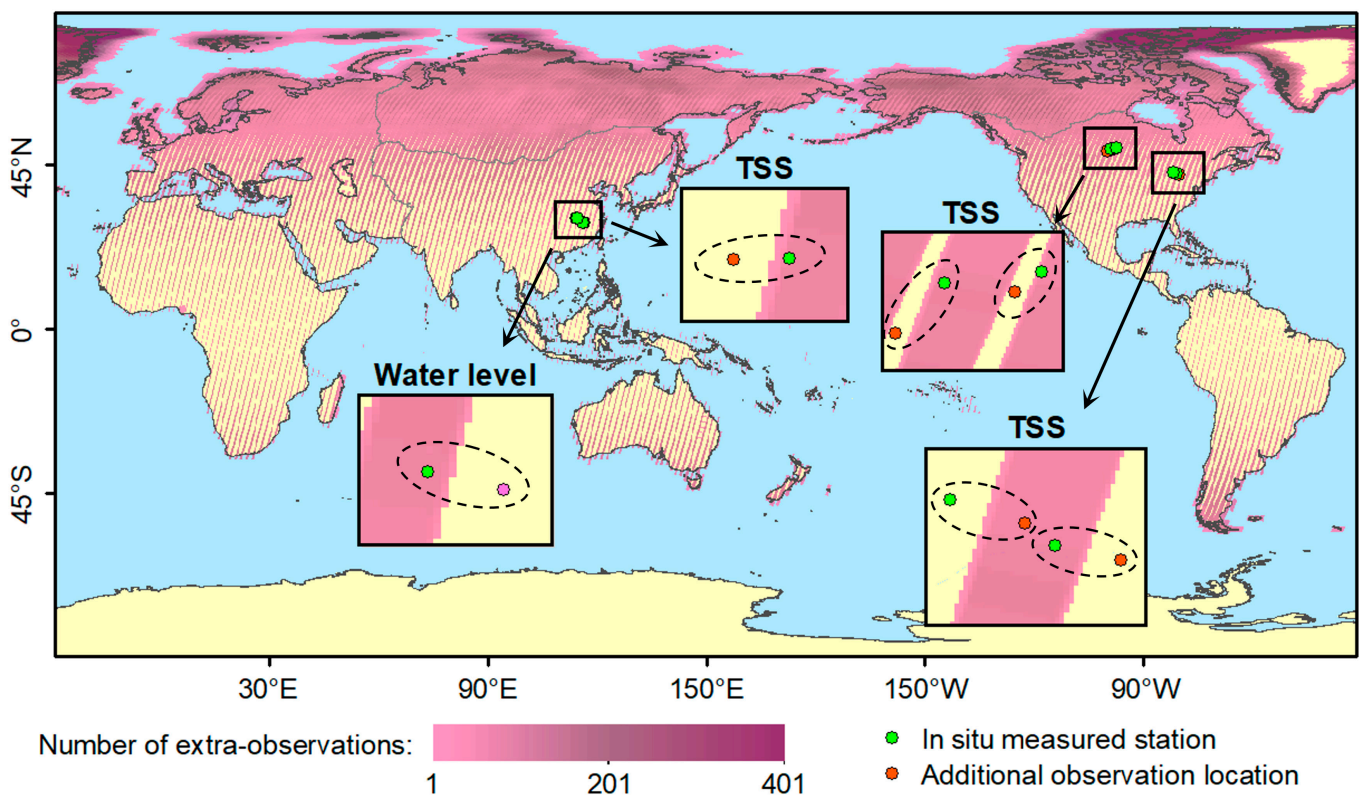 45°N
0°
45°S
TSS
TSS
Water level
TSS
30°E
90°E
150°E
150°W
90°W
Number of extra-observations:
1
201
401
In situ measured station
Additional observation location